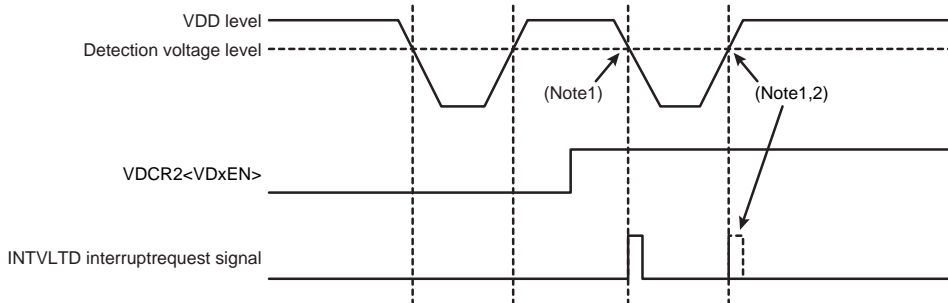 VDD level
Detection voltage level
(Note1)
(Note1,2)
VDCR2<VDxEN>
INTVLTD interruptrequest signal